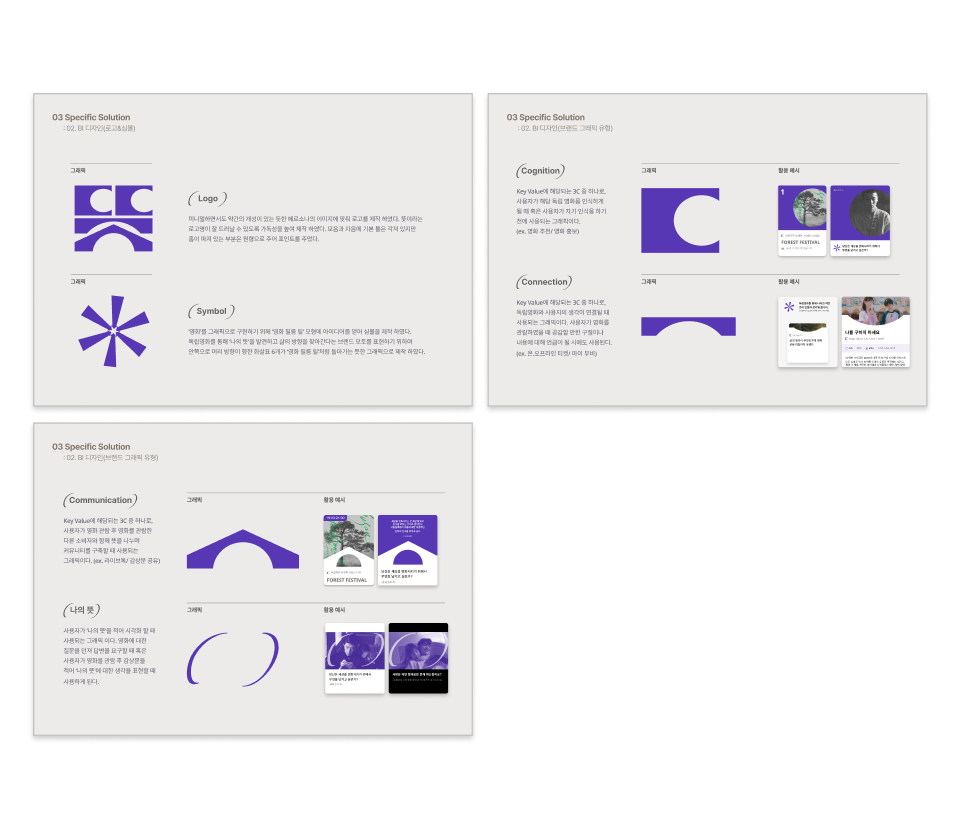 03 Specific Solution
: 02. BI 디자인(로고&심볼)
그래픽
Logo
미니멀하면서도 약간의 개성이 있는 듯한 페르소나의 이미지에 맞춰 로고를 제작 하였다. 뜻이라는
로고명이 잘 드러날 수 있도록 가독성을 높여 제작 하였다. 모음과 자음에 기본 틀은 각져 있지만
홈이 여져 있는 부분은 원형으로 주어 포인트를 주었다.
그래픽
Symbol
'영화'를 그래픽으로 구현하기 위해 '영화 필름 릴' 모형에 아이디어를 얻어 심볼을 제작 하였다.
독립영화를 통해 '나의 뜻'을 발견하고 삶의 방향을 찾아간다는 브랜드 모토를 표현하기 위하여
안쪽으로 머리 방향이 향한 화살표 6개가 '영화 필름 릴'처럼 돌아가는 듯한 그래픽으로 제작 하였다.
03 Specific Solution
: 02. BI 디자인(브랜드 그래픽 유형)
Cognition
Key Value에 해당되는 3C 중 하나로,
사용자가 해당 독립 영화를 인식하게
될 때 혹은 사용자가 자기 인식을 하기
전에 사용되는 그래픽이다.
(ex. 영화 추천/ 영화 홍보)
그래픽
활용 예시
1
FOREST FESTIVAL
Connection
Key Value에 해당되는 3C 중 하나로,
독립영화와 사용자의 생각이 연결될 때
사용되는 그래픽이다. 사용자가 영화를
관람하였을 때 공감할 만한 구절이나
내용에 대해 언급이 될 시에도 사용된다.
(ex. 온,오프라인 티켓/ 마이 무비)
그래픽
활용 예시
나를 구하지 마세요
03 Specific Solution
: 02. BI 디자인(브랜드 그래픽 유형)
Communication
Key Value에 해당되는 3C 중 하나로,
사용자가 영화 관람 후 영화를 관람한
다른 소비자와 함께 뜻을 나누며
커뮤니티를 구축할 때 사용되는
그래픽이다. (ex. 라이브톡/ 감상문 공유)
그래픽
활용 예시
FOREST FESTIVAL
나의 뜻
사용자가 '나의 뜻'을 적어 시각화 할 때
사용되는 그래픽 이다. 영화에 대한
질문을 던져 답변을 요구할 때 혹은
사용자가 영화를 관람 후 감상문을
적어 '나의 뜻'에 대한 생각을 표현할 때
사용하게 된다.
그래픽
활용 예시